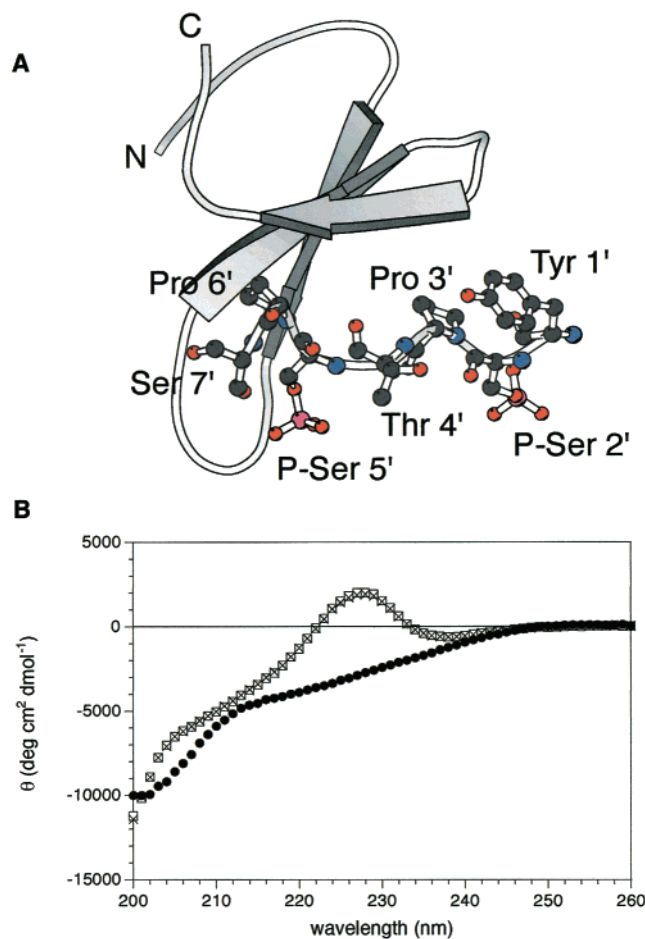 A
C
N
Pro 6'
Pro 3'
Tyr 1'
Ser 7'
Thr 4'
P-Ser 5'
P-Ser 2'
B
5000
0
-5000
-10000
-15000
θ (deg cm² dmol⁻¹)
200 210 220 230 240 250 260
wavelength (nm)